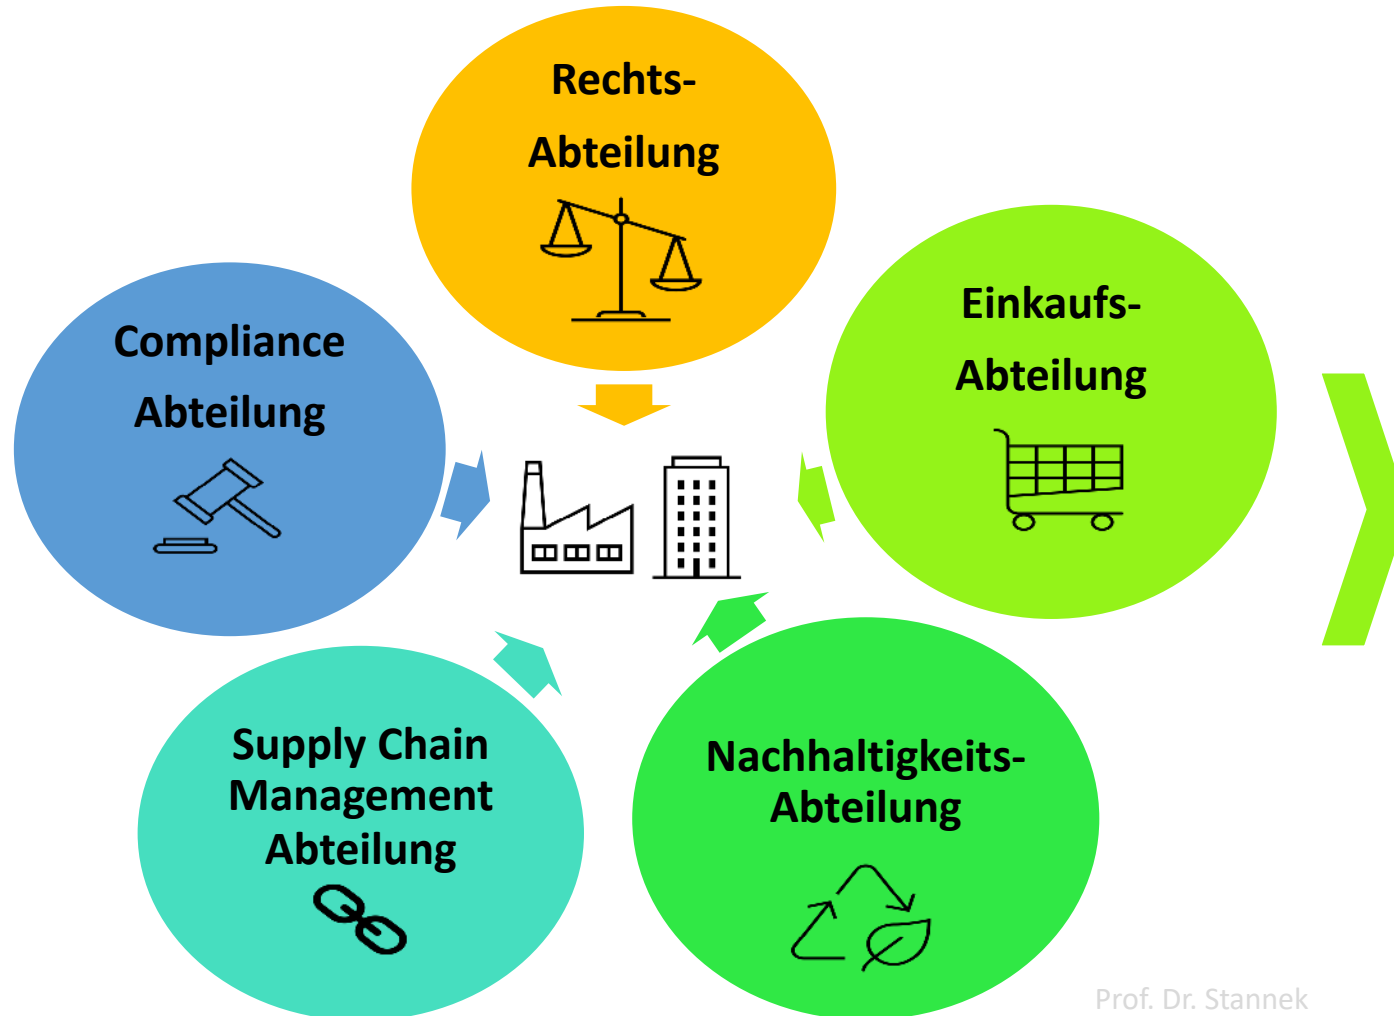 Rechts-
Abteilung
Compliance
Abteilung
Einkaufs-
Abteilung
Supply Chain
Management
Abteilung
Nachhaltigkeits-
Abteilung
Prof. Dr. Stannek